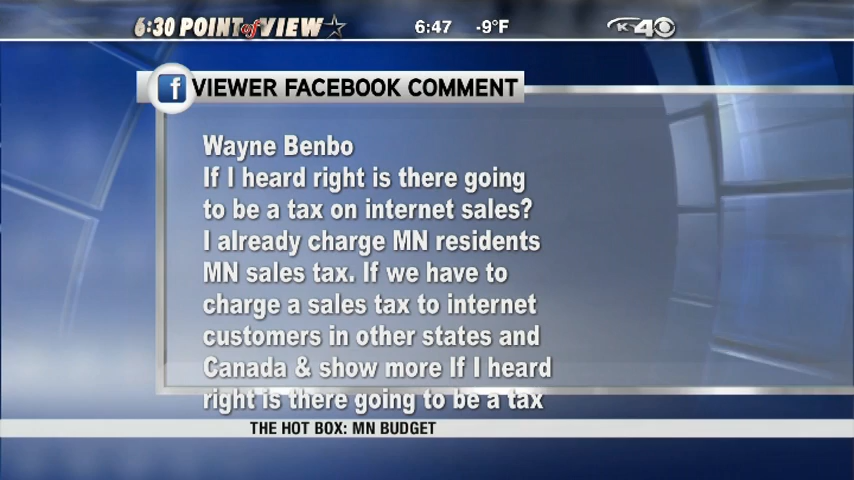 6:30 POINT of VIEW
6:47 -9°F
KX4
f VIEWER FACEBOOK COMMENT
Wayne Benbo
If I heard right is there going
to be a tax on internet sales?
I already charge MN residents
MN sales tax. If we have to
charge a sales tax to internet
customers in other states and
Canada & show more If I heard
right is there going to be a tax
THE HOT BOX: MN BUDGET